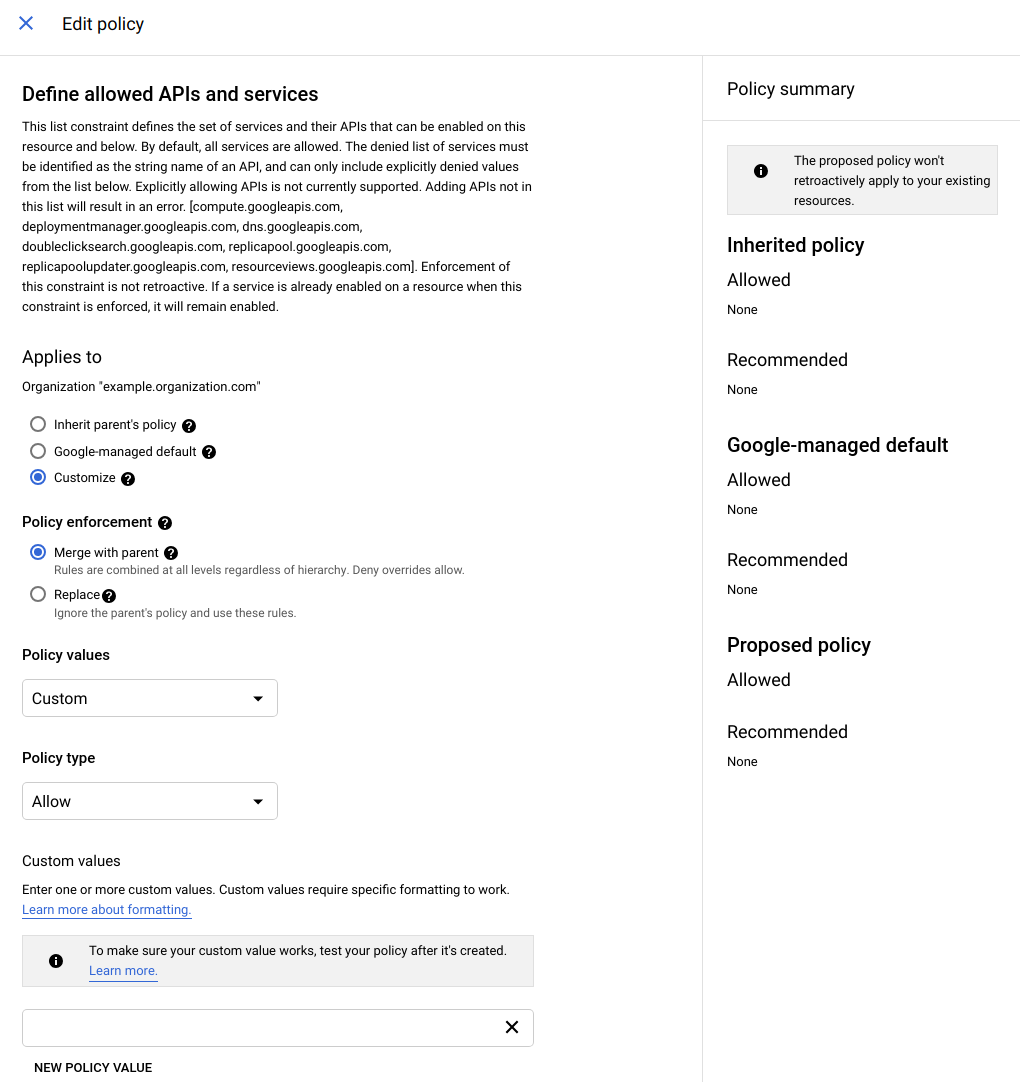 Edit policy
Define allowed APIs and services
This list constraint defines the set of services and their APIs that can be enabled on this
resource and below. By default, all services are allowed. The denied list of services must
be identified as the string name of an API, and can only include explicitly denied values
from the list below. Explicitly allowing APIs is not currently supported. Adding APIs not in
this list will result in an error. [compute.googleapis.com,
deploymentmanager.googleapis.com, dns.googleapis.com,
doubleclicksearch.googleapis.com, replicapool.googleapis.com,
replicapoolupdater.googleapis.com, resourceviews.googleapis.com]. Enforcement of
this constraint is not retroactive. If a service is already enabled on a resource when this
constraint is enforced, it will remain enabled.
Applies to
Organization "example.organization.com"
Inherit parent's policy
Google-managed default
Customize
Policy enforcement
Merge with parent
Rules are combined at all levels regardless of hierarchy. Deny overrides allow.
Replace
Ignore the parent's policy and use these rules.
Policy values
Custom
Policy type
Allow
Custom values
Enter one or more custom values. Custom values require specific formatting to work.
Learn more about formatting.
To make sure your custom value works, test your policy after it's created.
Learn more.
NEW POLICY VALUE
Policy summary
The proposed policy won't
retroactively apply to your existing
resources.
Inherited policy
Allowed
None
Recommended
None
Google-managed default
Allowed
None
Recommended
None
Proposed policy
Allowed
Recommended
None